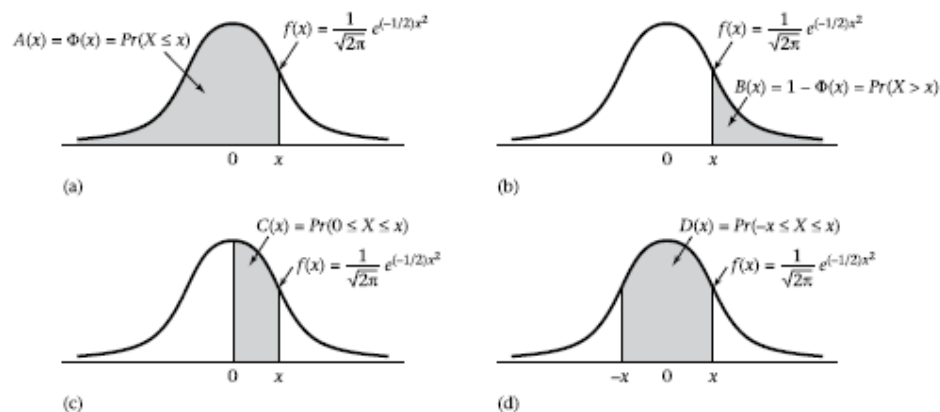 A(x) = Φ(x) = Pr(X ≤ x)
f(x) = 1/√2π e^(–1/2)x²
0 x
(a)
f(x) = 1/√2π e^(–1/2)x²
B(x) = 1 – Φ(x) = Pr(X > x)
0 x
(b)
C(x) = Pr(0 ≤ X ≤ x)
f(x) = 1/√2π e^(–1/2)x²
0 x
(c)
D(x) = Pr(–x ≤ X ≤ x)
f(x) = 1/√2π e^(–1/2)x²
–x 0 x
(d)